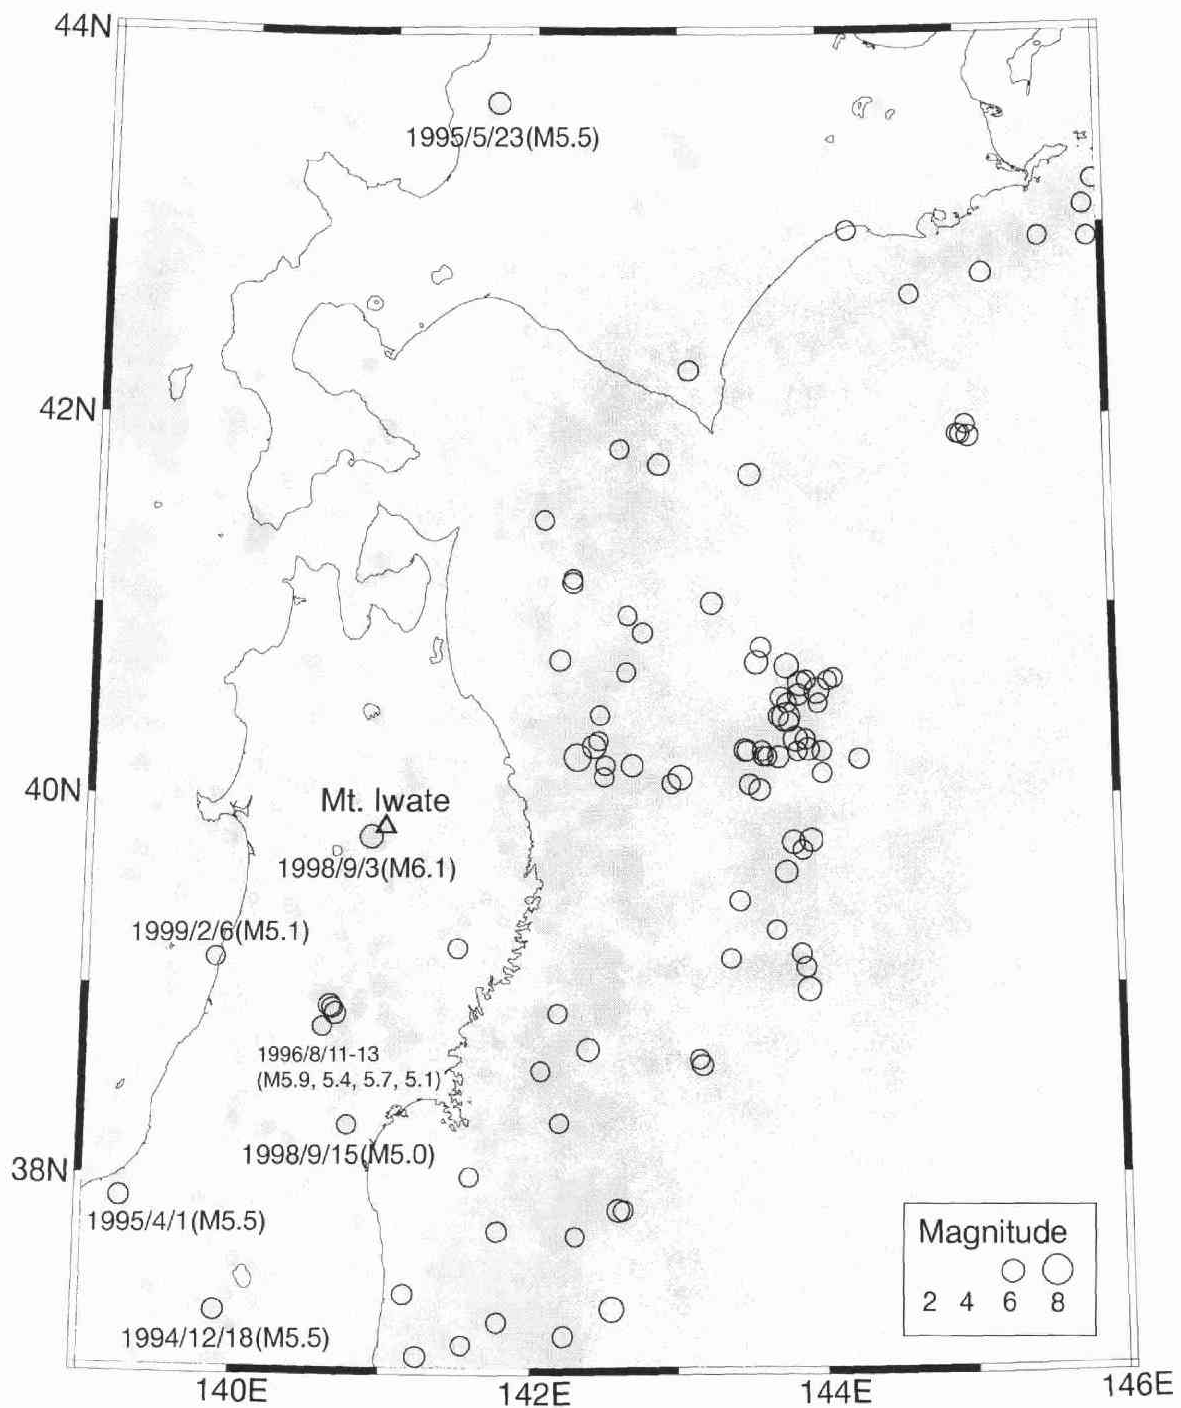 44N
1995/5/23(M5.5)
42N
40N
Mt. Iwate
1998/9/3(M6.1)
1999/2/6(M5.1)
1996/8/11-13
(M5.9, 5.4, 5.7, 5.1)
1998/9/15(M5.0)
38N
1995/4/1(M5.5)
1994/12/18(M5.5)
Magnitude
2 4 6 8
140E 142E 144E 146E